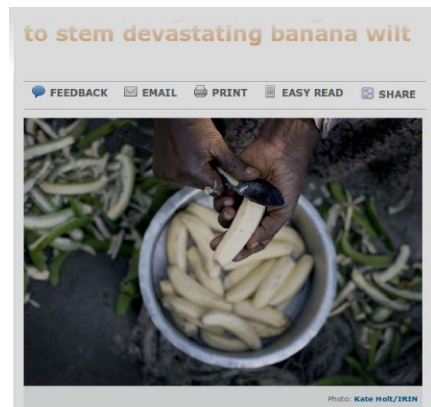 to stem devastating banana wilt
FEEDBACK EMAIL PRINT EASY READ SHARE
Photo: Kate Holt/IRIN